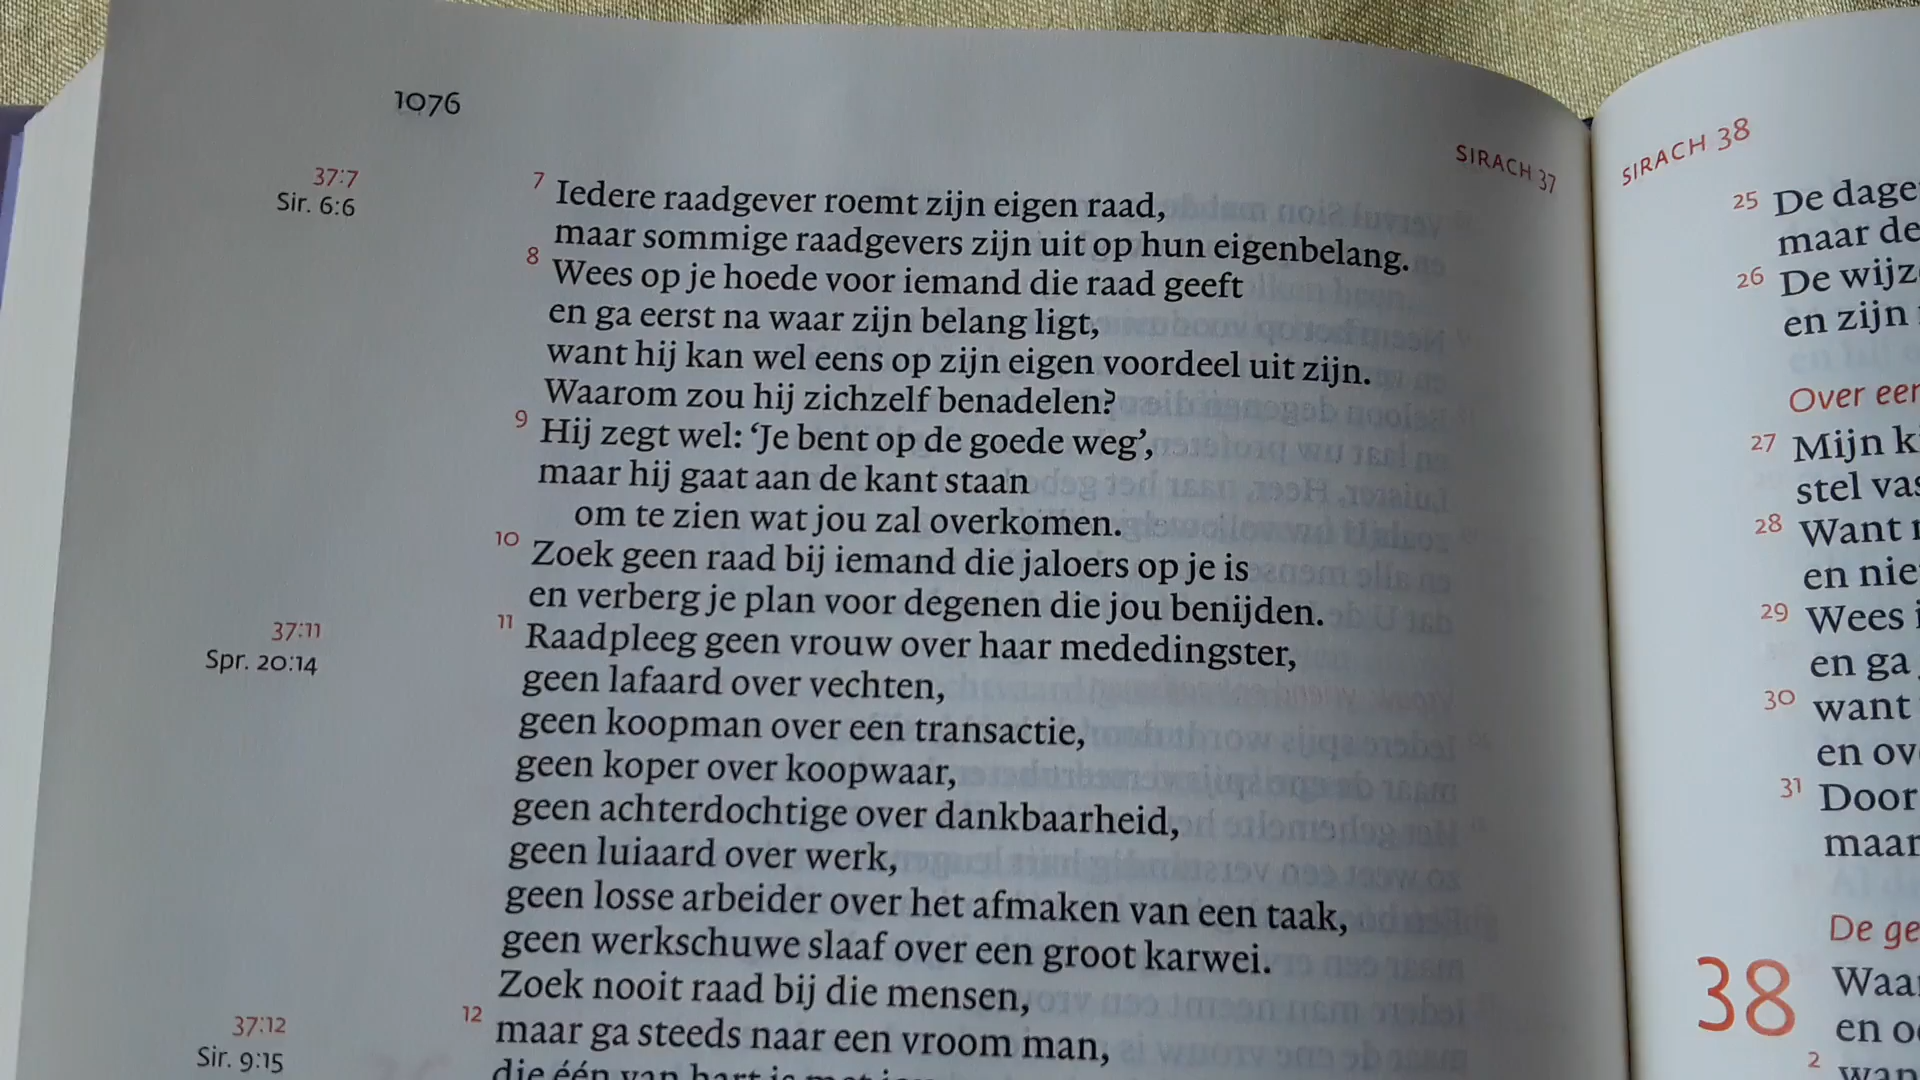 1076
SIRACH 37
37:7
Sir. 6:6
7 Iedere raadgever roemt zijn eigen raad,
maar sommige raadgevers zijn uit op hun eigenbelang.
8 Wees op je hoede voor iemand die raad geeft
en ga eerst na waar zijn belang ligt,
want hij kan wel eens op zijn eigen voordeel uit zijn.
Waarom zou hij zichzelf benadelen?
9 Hij zegt wel: ‘Je bent op de goede weg’,
maar hij gaat aan de kant staan
om te zien wat jou zal overkomen.
10 Zoek geen raad bij iemand die jaloers op je is
en verberg je plan voor degenen die jou benijden.
37:11
Spr. 20:14
11 Raadpleeg geen vrouw over haar mededingster,
geen lafaard over vechten,
geen koopman over een transactie,
geen koper over koopwaar,
geen achterdochtige over dankbaarheid,
geen luiaard over werk,
geen losse arbeider over het afmaken van een taak,
geen werkschuwe slaaf over een groot karwei.
Zoek nooit raad bij die mensen,
37:12
Sir. 9:15
12 maar ga steeds naar een vroom man,
die één van hart is met
SIRACH 38
25 De
maar de
26 De
en zijn
Over
27 Mijn
stel
28 Want
en
29 Wees
en ga
30 want
en
31 Door
De
38
en
2